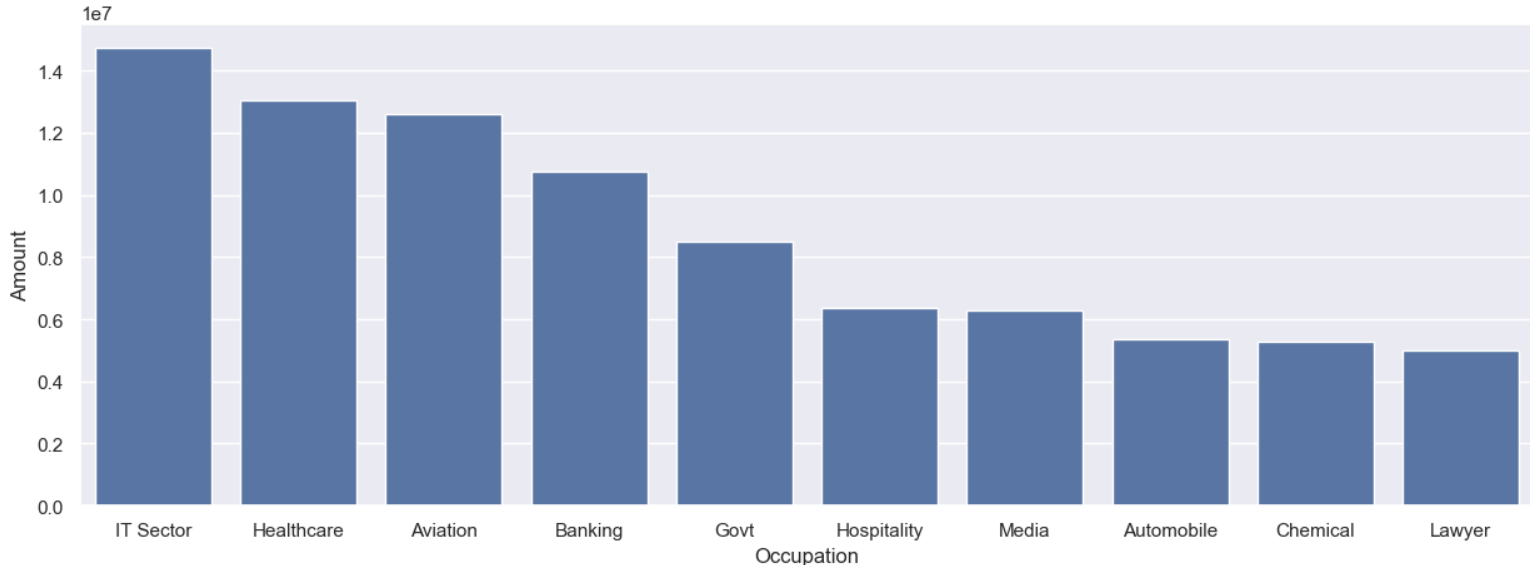 1e7
1.4
1.2
1.0
0.8
0.6
0.4
0.2
0.0
Amount
IT Sector Healthcare Aviation Banking Govt Hospitality Media Automobile Chemical Lawyer
Occupation